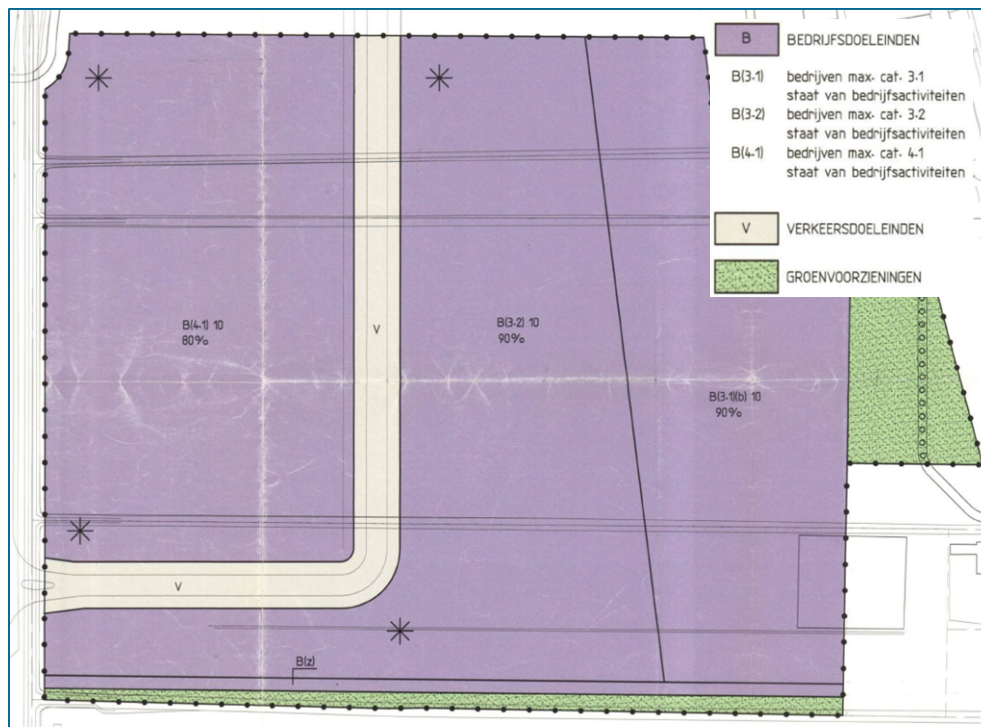 B BEDRIJFSDOELEINDEN
B(3.1) bedrijven max. cat. 3.1
staat van bedrijfsactiviteiten
B(3.2) bedrijven max. cat. 3.2
staat van bedrijfsactiviteiten
B(4.1) bedrijven max. cat. 4.1
staat van bedrijfsactiviteiten
V VERKEERSDOELEINDEN
GROENVOORZIENINGEN
B(4.1) 10
80%
V
B(3.2) 10
90%
B(3.1)(b) 10
90%
V
B(z)